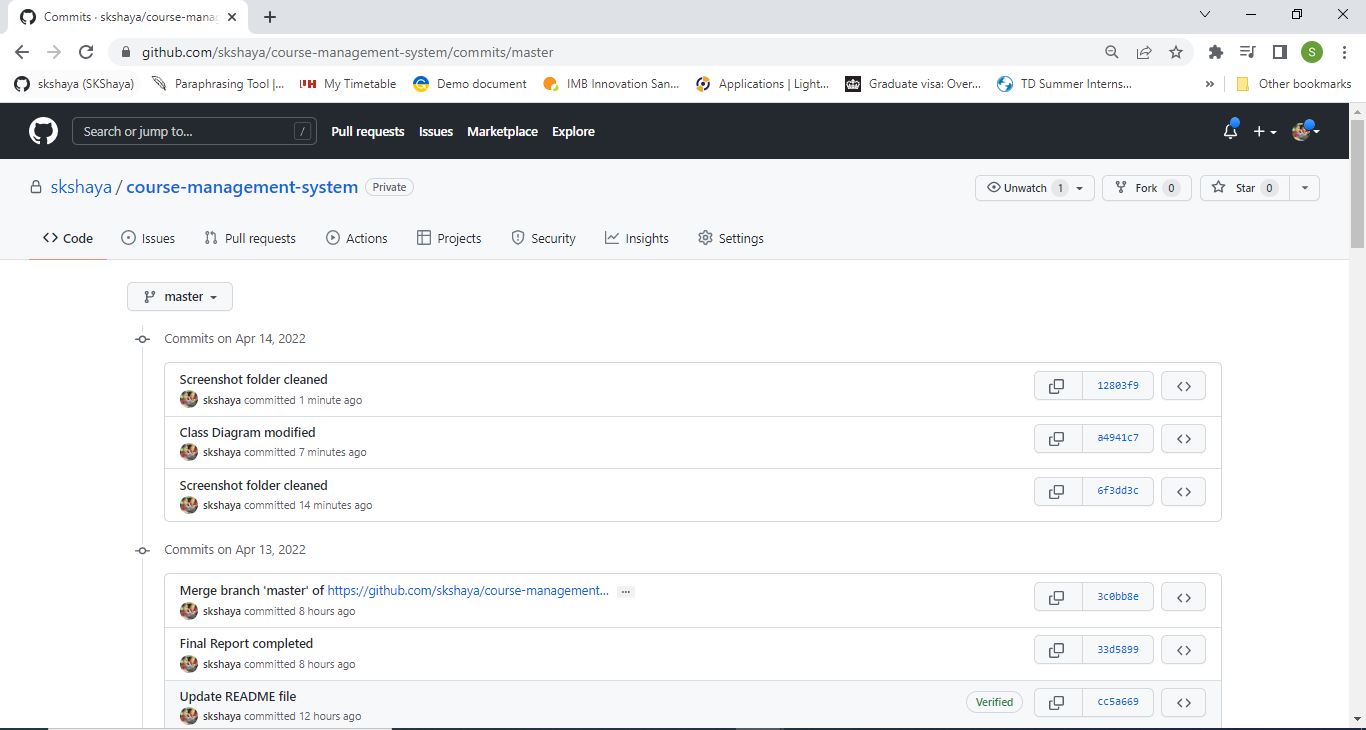 Commits · skshaya/course-mana
github.com/skshaya/course-management-system/commits/master
S
skshaya (SKShaya) Paraphrasing Tool |... My Timetable Demo document IMB Innovation San... Applications | Light... Graduate visa: Over... TD Summer Interns... » Other bookmarks
Search or jump to... / Pull requests Issues Marketplace Explore
skshaya / course-management-system Private
Unwatch 1 Fork 0 Star 0
Code Issues Pull requests Actions Projects Security Insights Settings
master
Commits on Apr 14, 2022
Screenshot folder cleaned
skshaya committed 1 minute ago
12803f9
Class Diagram modified
skshaya committed 7 minutes ago
a4941c7
Screenshot folder cleaned
skshaya committed 14 minutes ago
6f3dd3c
Commits on Apr 13, 2022
Merge branch 'master' of https://github.com/skshaya/course-management... ...
skshaya committed 8 hours ago
3c0bb8e
Final Report completed
skshaya committed 8 hours ago
33d5899
Update README file
skshaya committed 12 hours ago
Verified cc5a669